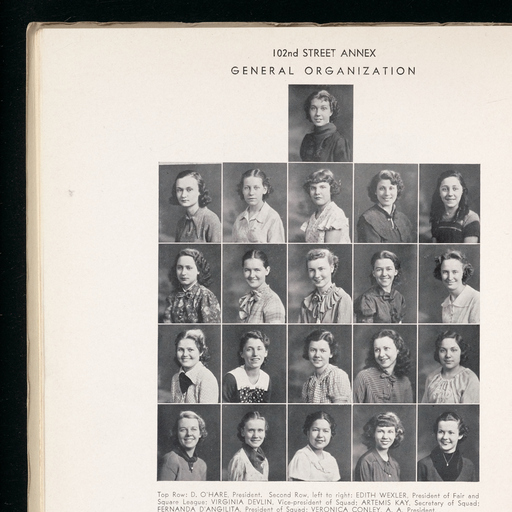 102nd STREET ANNEX
GENERAL ORGANIZATION
Top Row: D. O'HARE, President. Second Row, left to right: EDITH WEXLER, President of Fair and
Square League; VIRGINIA DEVLIN, Vice-president of Squad; ARTEMIS KAY, Secretary of Squad;
FERNANDA D'ANGILITA, President of Squad; VERONICA CONLEY, A. A. President.